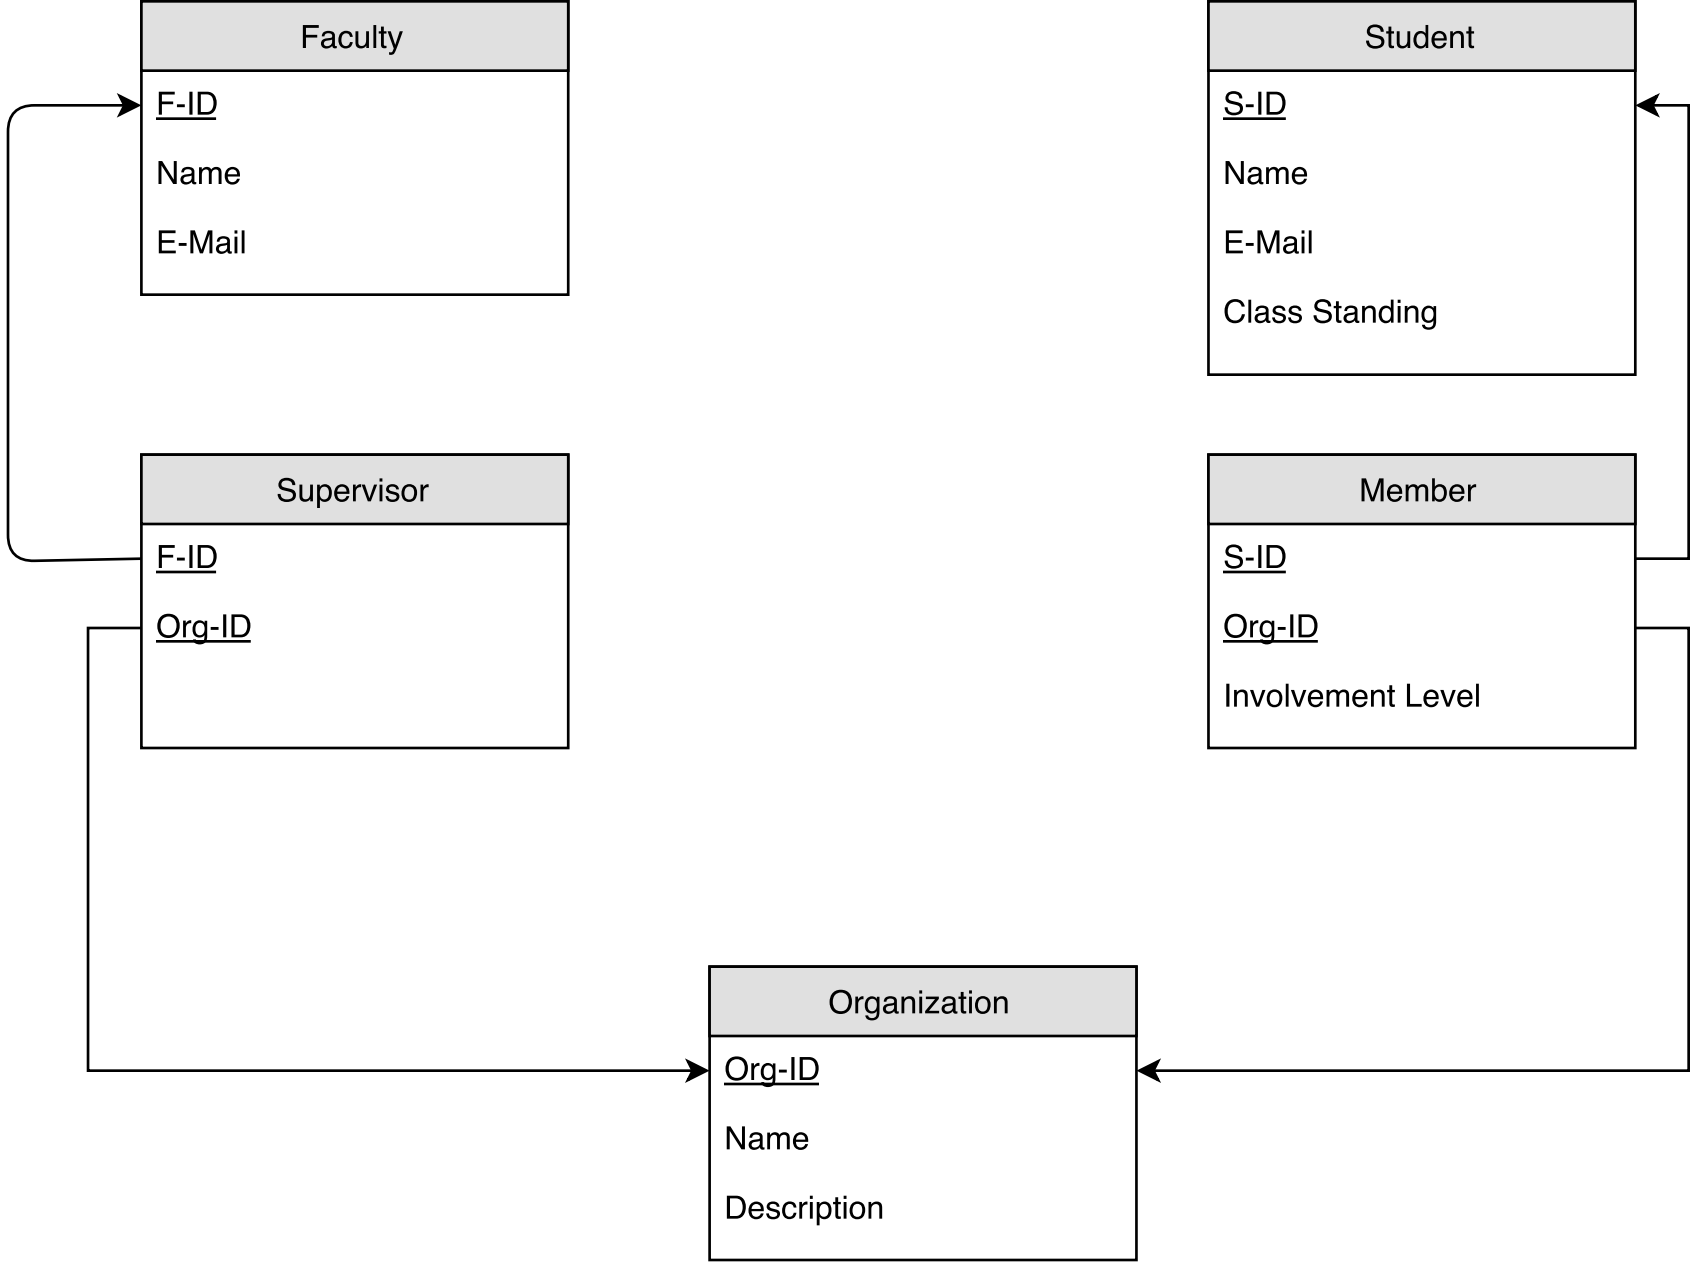 Faculty
F-ID
Name
E-Mail
Student
S-ID
Name
E-Mail
Class Standing
Supervisor
F-ID
Org-ID
Member
S-ID
Org-ID
Involvement Level
Organization
Org-ID
Name
Description